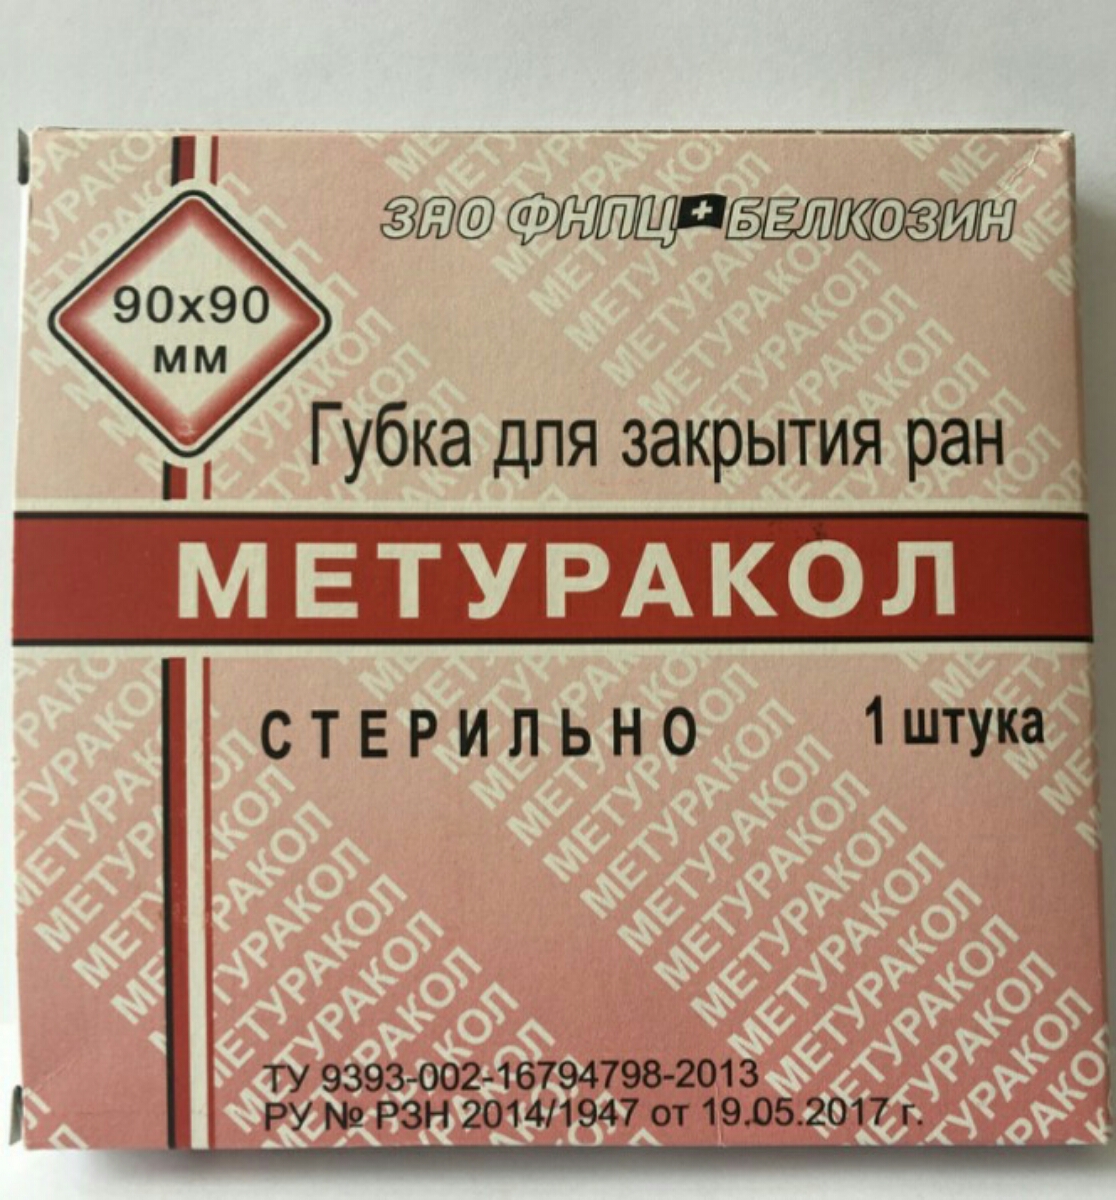 ЗАО ФНПЦ БЕЛКОЗИН
90х90
мм
Губка для закрытия ран
МЕТУРАКОЛ
СТЕРИЛЬНО
1 штука
ТУ 9393-002-16794798-2013
РУ № РЗН 2014/1947 от 19.05.2017 г.